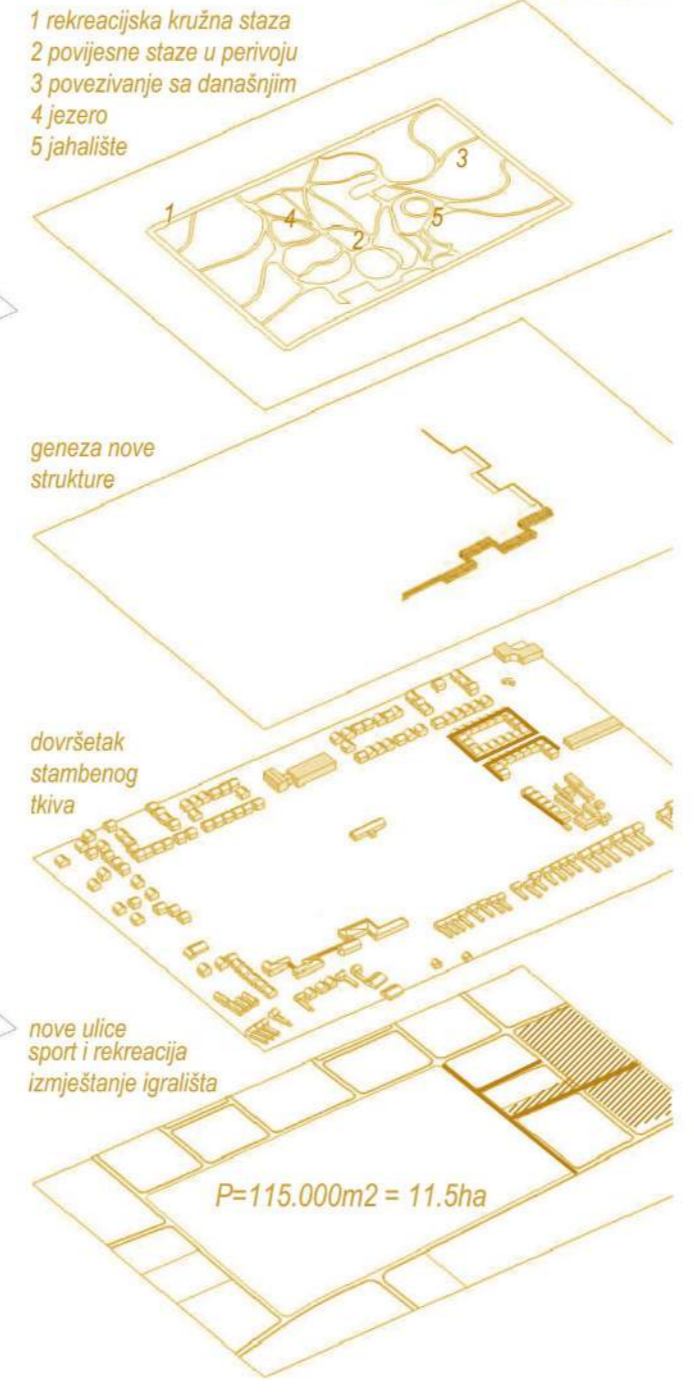 1 rekreacijska kružna staza
2 povijesne staze u perivoju
3 povezivanje sa današnjim
4 jezero
5 jahalište
3
1
4
5
2
geneza nove
strukture
dovršetak
stambenog
tkiva
nove ulice
sport i rekreacija
izmještanje igrališta
P=115.000m2 = 11.5ha